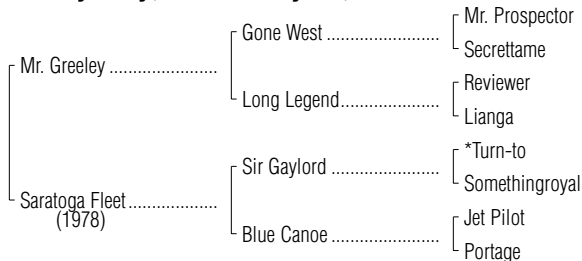 Mr. Prospector
Gone West
Secrettame
Mr. Greeley
Reviewer
Long Legend
Lianga
*Turn-to
Sir Gaylord
Somethingroyal
Saratoga Fleet
(1978)
Jet Pilot
Blue Canoe
Portage